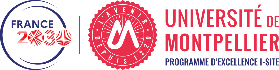 FRANCE
2030
UNIVERSITÉ DE
MONTPELLIER
PROGRAMME D'EXCELLENCE I-SITE